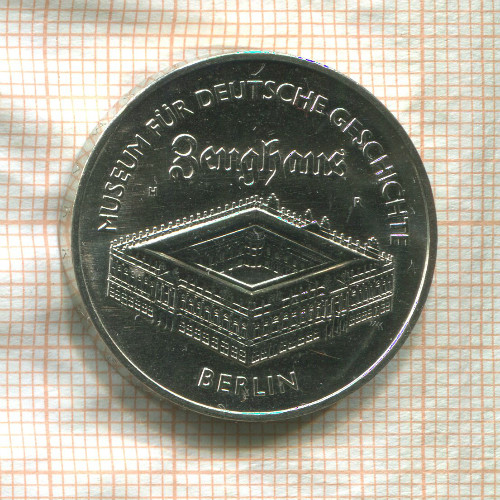 MUSEUM FÜR DEUTSCHE GESCHICHTE
Zeughaus
BERLIN